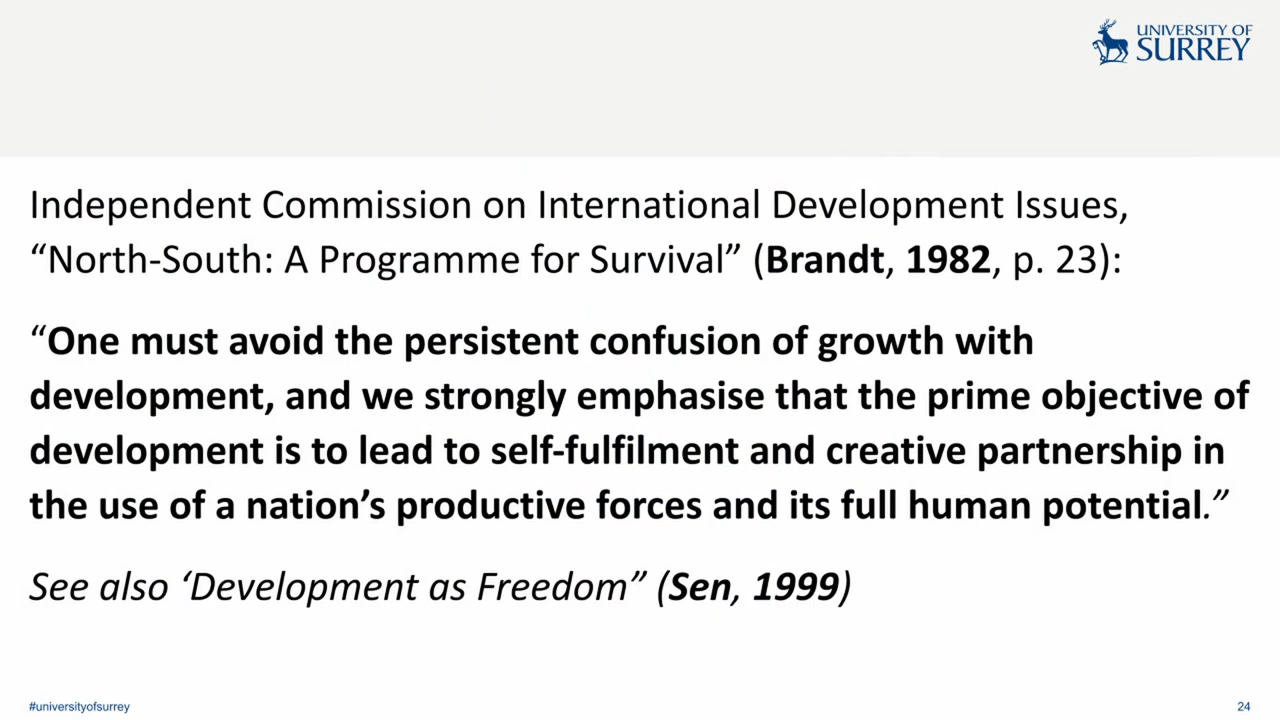 UNIVERSITY OF
SURREY
Independent Commission on International Development Issues,
“North-South: A Programme for Survival” (Brandt, 1982, p. 23):
“One must avoid the persistent confusion of growth with
development, and we strongly emphasise that the prime objective of
development is to lead to self-fulfilment and creative partnership in
the use of a nation’s productive forces and its full human potential.”
See also ‘Development as Freedom” (Sen, 1999)
#universityofsurrey
24